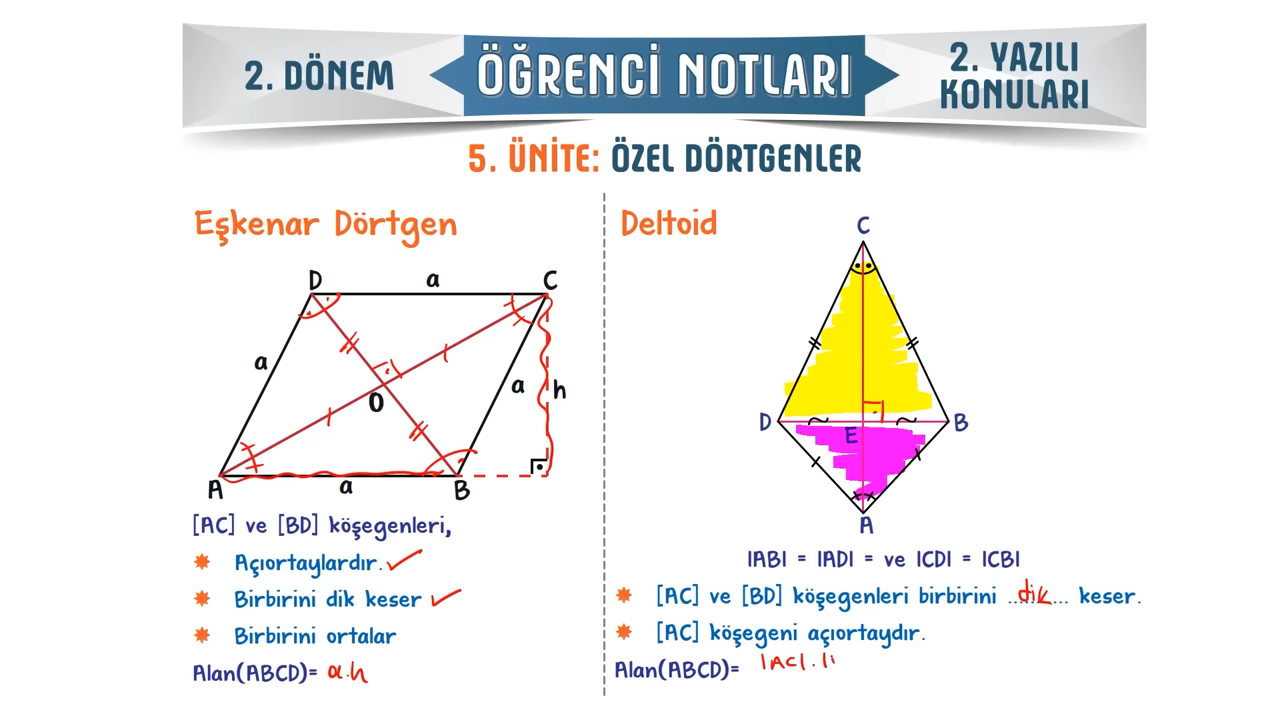 2. DÖNEM
ÖĞRENCİ NOTLARI
2. YAZILI
KONULARI
5. ÜNİTE: ÖZEL DÖRTGENLER
Eşkenar Dörtgen
D
a
C
a
a
h
O
A
a
B
[AC] ve [BD] köşegenleri,
Açıortaylardır.
Birbirini dik keser
Birbirini ortalar
Alan(ABCD)= a.h
Deltoid
C
D
E
B
A
IABI = IADI = ve ICDI = ICBI
[AC] ve [BD] köşegenleri birbirini ...dik... keser.
[AC] köşegeni açıortaydır.
Alan(ABCD)= |AC|.